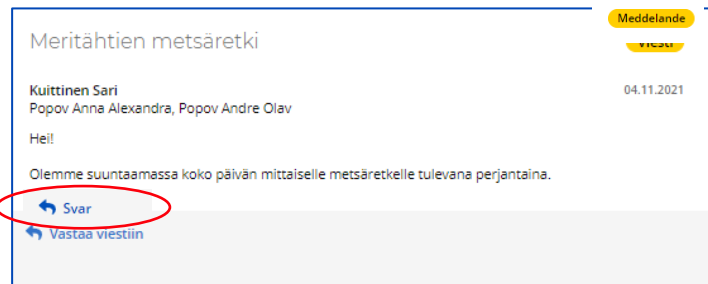 Meddelande
Meritähtien metsäretki
Viesti
Kuittinen Sari
04.11.2021
Popov Anna Alexandra, Popov Andre Olav
Hei!
Olemme suuntaamassa koko päivän mittaiselle metsäretkelle tulevana perjantaina.
Svar
Vastaa viestiin